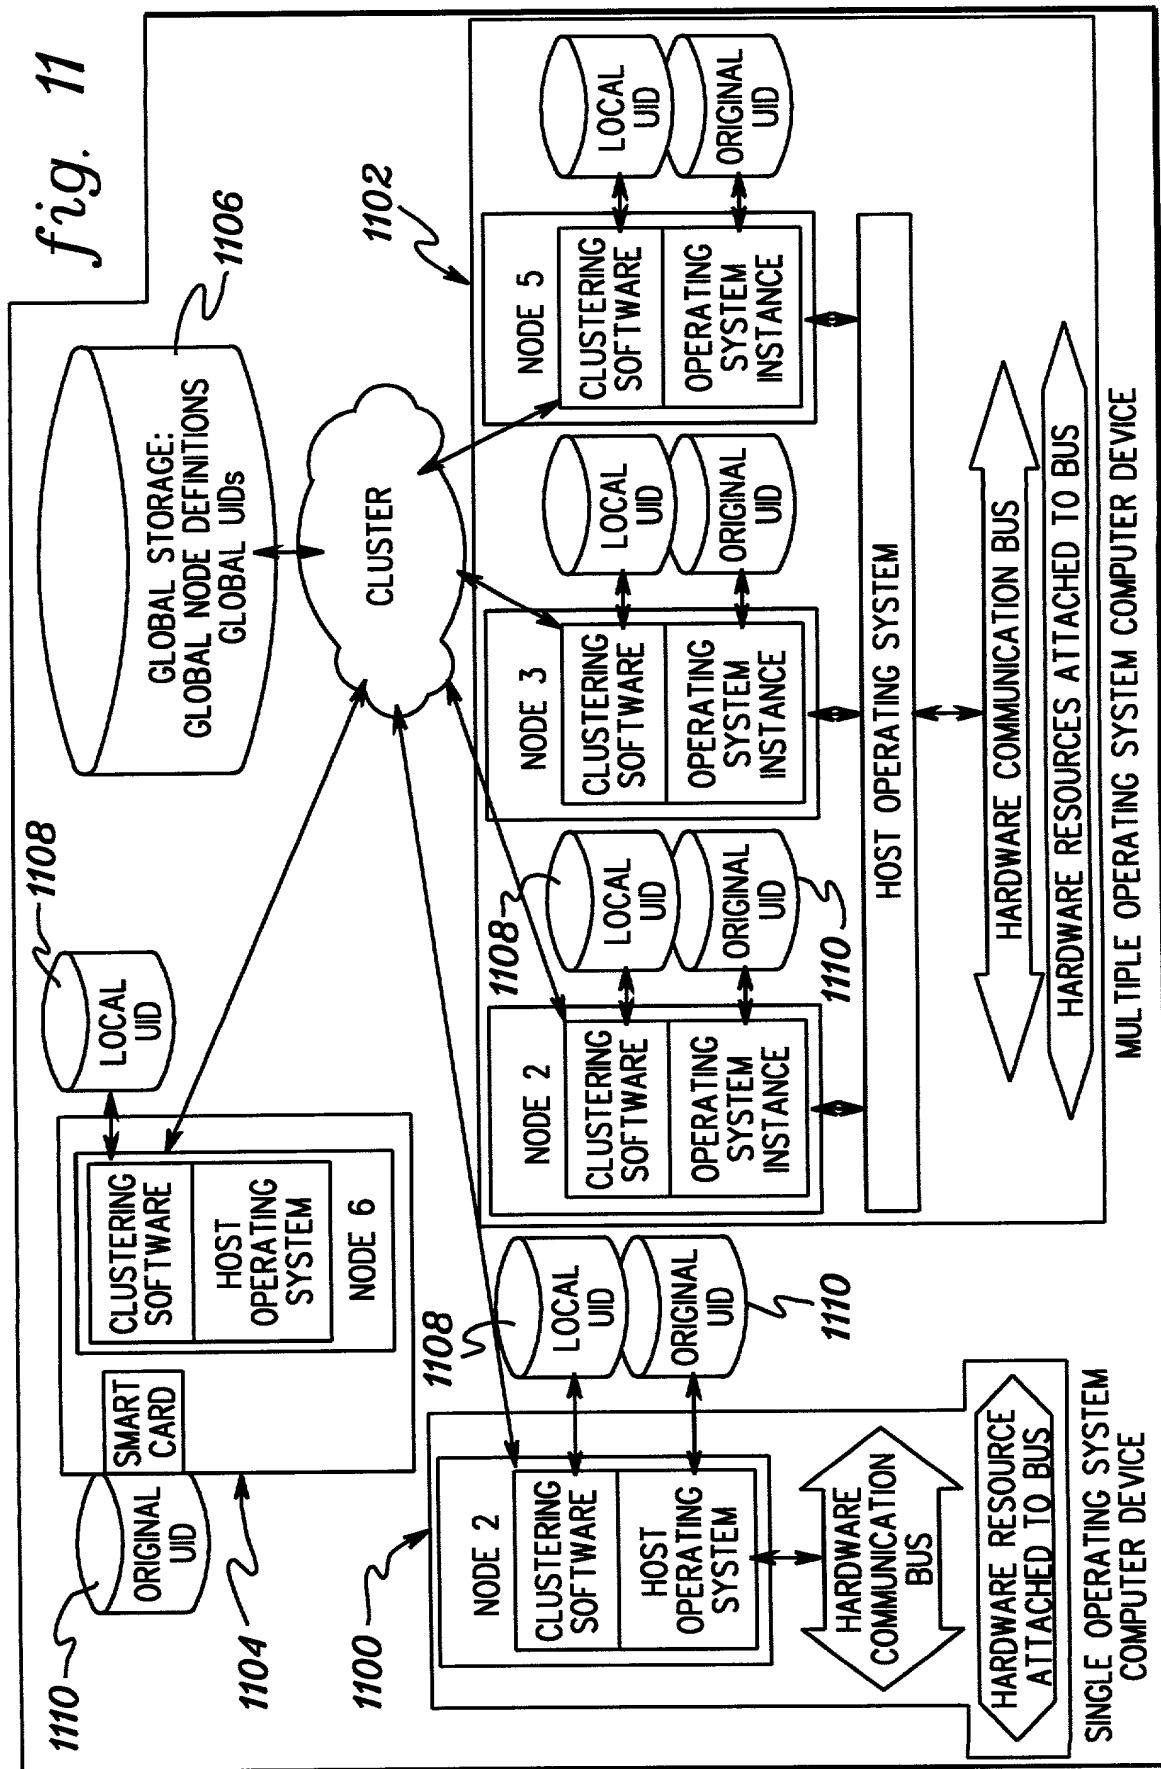 fig. 11
1110
ORIGINAL
UID
SMART
CARD
1104
CLUSTERING
SOFTWARE
HOST
OPERATING
SYSTEM
NODE 6
LOCAL
UID
1108
GLOBAL STORAGE:
GLOBAL NODE DEFINITIONS
GLOBAL UIDs
1106
CLUSTER
1100
NODE 2
CLUSTERING
SOFTWARE
HOST
OPERATING
SYSTEM
1108
LOCAL
UID
ORIGINAL
UID
1110
HARDWARE
COMMUNICATION
BUS
HARDWARE RESOURCE
ATTACHED TO BUS
SINGLE OPERATING SYSTEM
COMPUTER DEVICE
1102
NODE 2
CLUSTERING
SOFTWARE
OPERATING
SYSTEM
INSTANCE
1108
LOCAL
UID
ORIGINAL
UID
1110
NODE 3
CLUSTERING
SOFTWARE
OPERATING
SYSTEM
INSTANCE
LOCAL
UID
ORIGINAL
UID
NODE 5
CLUSTERING
SOFTWARE
OPERATING
SYSTEM
INSTANCE
LOCAL
UID
ORIGINAL
UID
HOST OPERATING SYSTEM
HARDWARE COMMUNICATION BUS
HARDWARE RESOURCES ATTACHED TO BUS
MULTIPLE OPERATING SYSTEM COMPUTER DEVICE